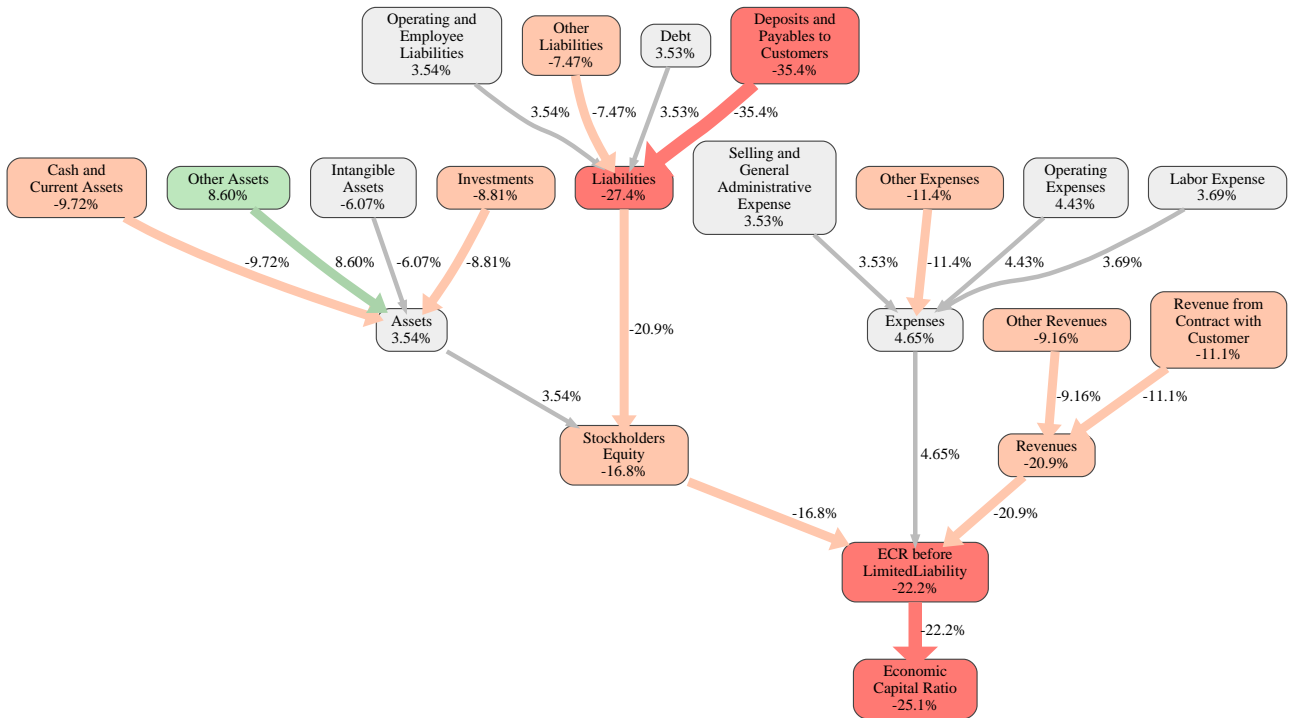 Operating and
Employee
Liabilities
3.54%
Other
Liabilities
-7.47%
Debt
3.53%
Deposits and
Payables to
Customers
-35.4%
3.54%
-7.47%
3.53%
-35.4%
Cash and
Current Assets
-9.72%
Other Assets
8.60%
Intangible
Assets
-6.07%
Investments
-8.81%
Liabilities
-27.4%
Selling and
General
Administrative
Expense
3.53%
Other Expenses
-11.4%
Operating
Expenses
4.43%
Labor Expense
3.69%
-9.72%
8.60%
-6.07%
-8.81%
3.53%
-11.4%
4.43%
3.69%
Assets
3.54%
-20.9%
Expenses
4.65%
Other Revenues
-9.16%
Revenue from
Contract with
Customer
-11.1%
3.54%
-9.16%
-11.1%
Stockholders
Equity
-16.8%
4.65%
Revenues
-20.9%
-16.8%
-20.9%
ECR before
LimitedLiability
-22.2%
-22.2%
Economic
Capital Ratio
-25.1%